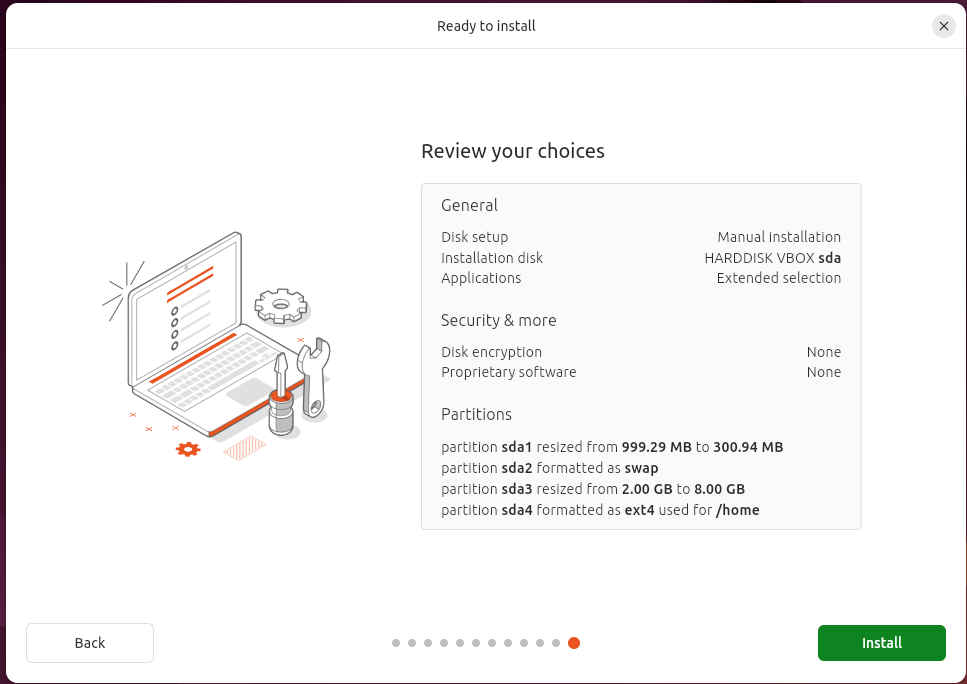 Ready to install
Review your choices
General
Disk setup Manual installation
Installation disk HARDDISK VBOX sda
Applications Extended selection
Security & more
Disk encryption None
Proprietary software None
Partitions
partition sda1 resized from 999.29 MB to 300.94 MB
partition sda2 formatted as swap
partition sda3 resized from 2.00 GB to 8.00 GB
partition sda4 formatted as ext4 used for /home
Back Install